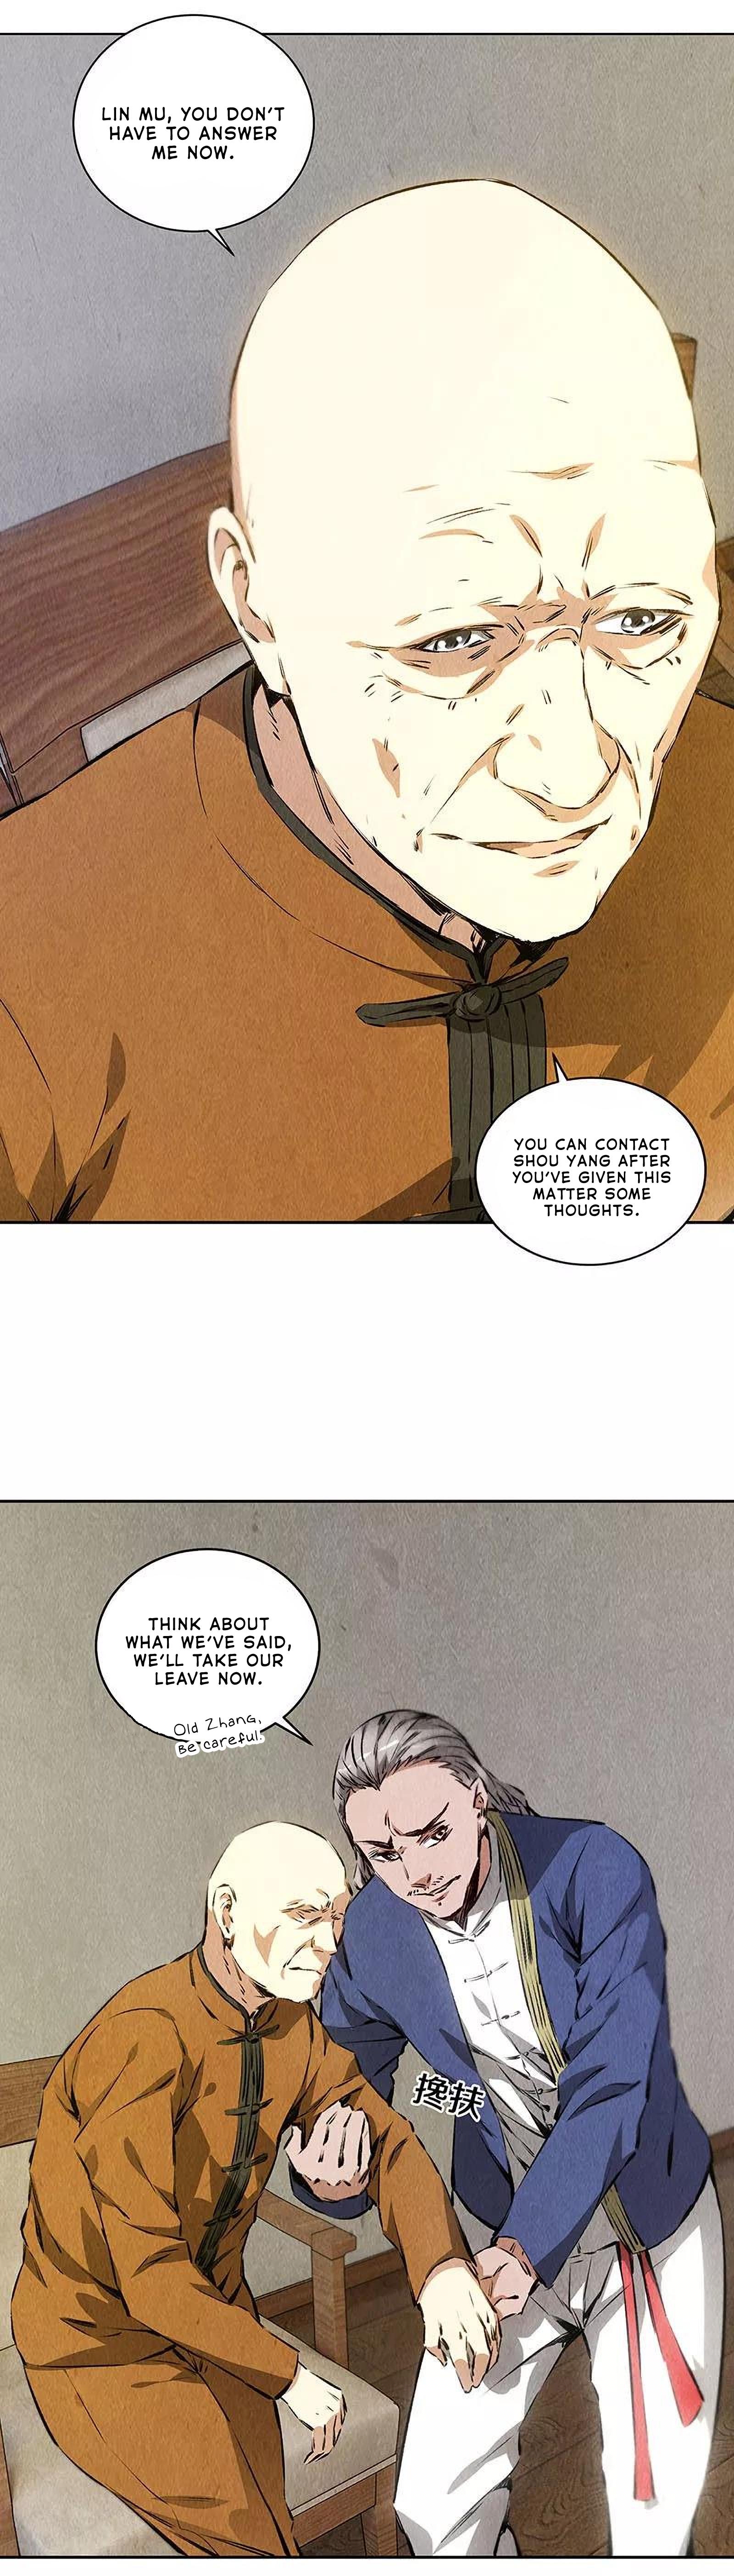 LIN MU, YOU DON'T
HAVE TO ANSWER
ME NOW.
YOU CAN CONTACT
SHOU YANG AFTER
YOU'VE GIVEN THIS
MATTER SOME
THOUGHTS.
THINK ABOUT
WHAT WE'VE SAID,
WE'LL TAKE OUR
LEAVE NOW.
Old Zhang,
Be careful.
搀扶